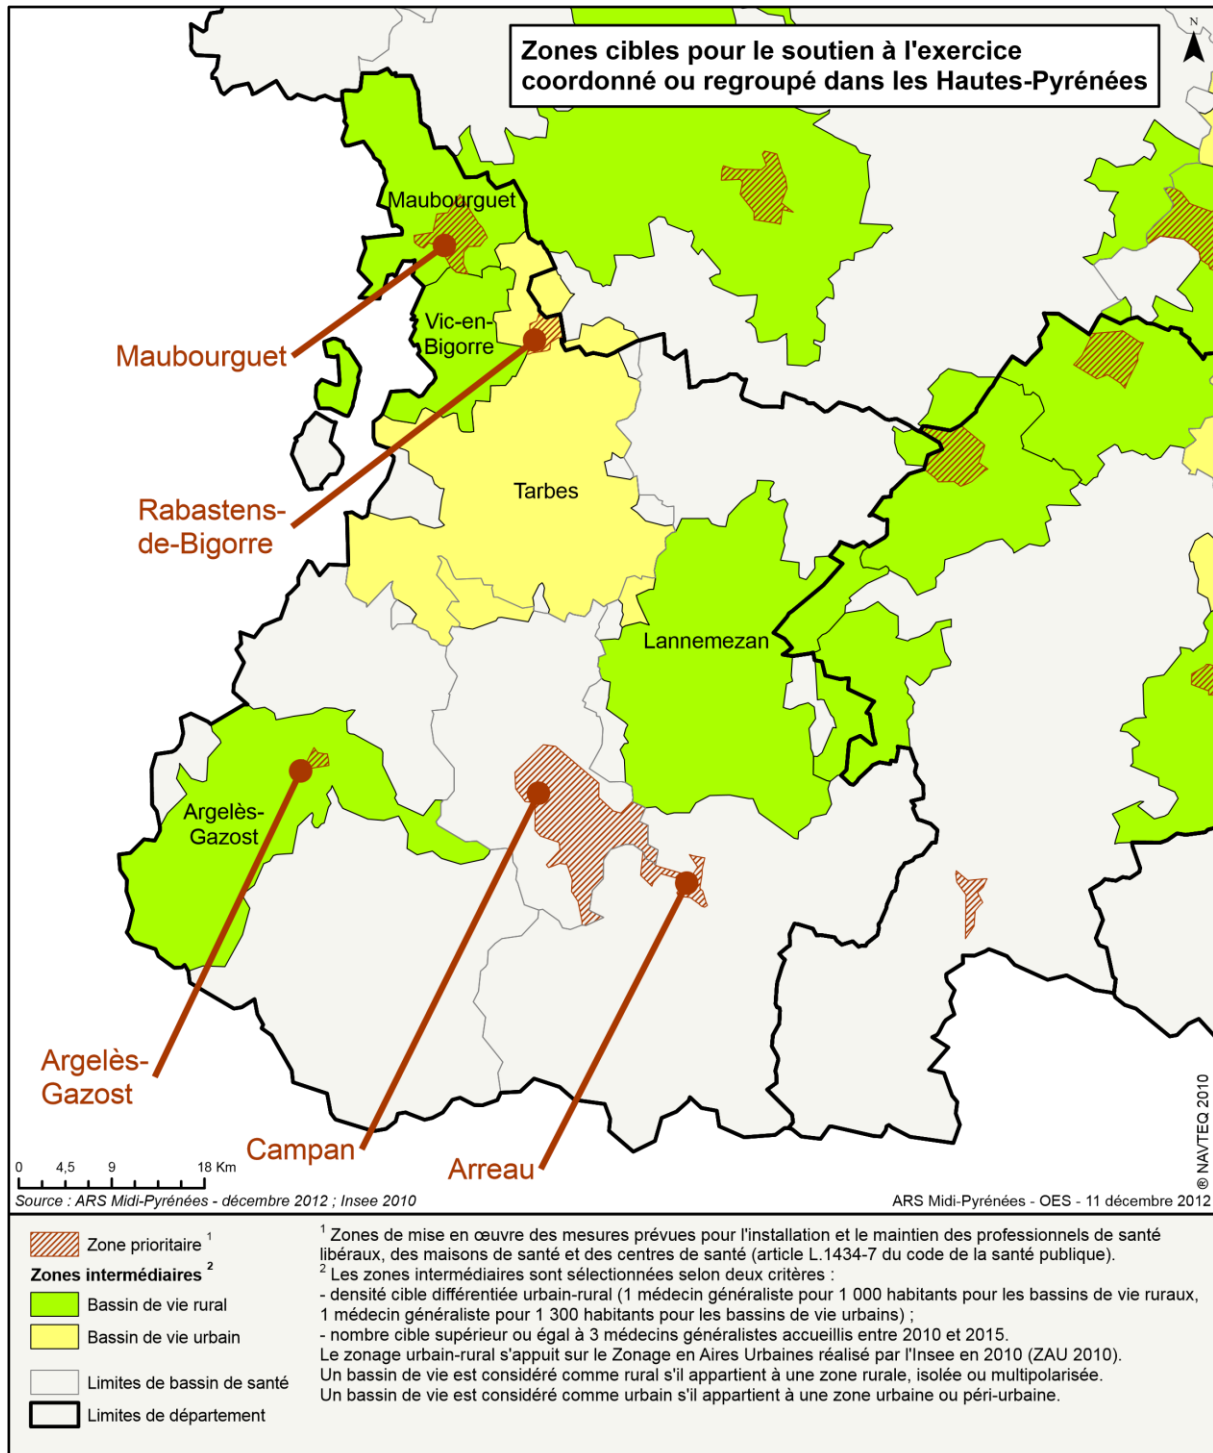 Zones cibles pour le soutien à l'exercice
coordonné ou regroupé dans les Hautes-Pyrénées
N
Maubourguet
Vic-en-
Bigorre
Maubourguet
Tarbes
Rabastens-
de-Bigorre
Lannemezan
Argelès-
Gazost
Argelès-
Gazost
Campan
Arreau
0 4,5 9 18 Km
® NAVTEQ 2010
Source : ARS Midi-Pyrénées - décembre 2012 ; Insee 2010
ARS Midi-Pyrénées - OES - 11 décembre 2012
Zone prioritaire 1
Zones intermédiaires 2
Bassin de vie rural
Bassin de vie urbain
Limites de bassin de santé
Limites de département
1 Zones de mise en œuvre des mesures prévues pour l'installation et le maintien des professionnels de santé
libéraux, des maisons de santé et des centres de santé (article L.1434-7 du code de la santé publique).
2 Les zones intermédiaires sont sélectionnées selon deux critères :
- densité cible différentiée urbain-rural (1 médecin généraliste pour 1 000 habitants pour les bassins de vie ruraux,
1 médecin généraliste pour 1 300 habitants pour les bassins de vie urbains) ;
- nombre cible supérieur ou égal à 3 médecins généralistes accueillis entre 2010 et 2015.
Le zonage urbain-rural s'appuit sur le Zonage en Aires Urbaines réalisé par l'Insee en 2010 (ZAU 2010).
Un bassin de vie est considéré comme rural s'il appartient à une zone rurale, isolée ou multipolarisée.
Un bassin de vie est considéré comme urbain s'il appartient à une zone urbaine ou péri-urbaine.